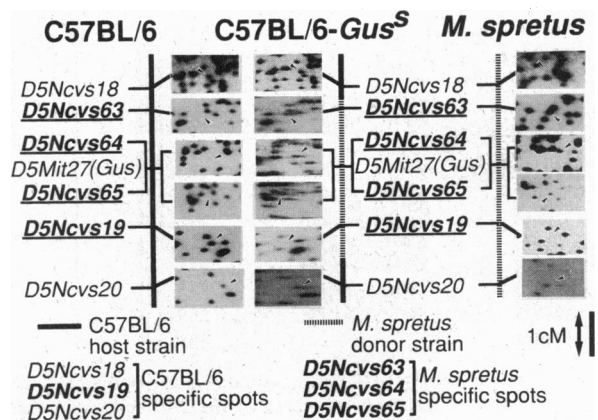 C57BL/6 C57BL/6-Gusˢ M. spretus
D5Ncvs18 D5Ncvs18
D5Ncvs63 D5Ncvs63
D5Ncvs64 D5Ncvs64
D5Mit27(Gus) D5Mit27(Gus)
D5Ncvs65 D5Ncvs65
D5Ncvs19 D5Ncvs19
D5Ncvs20 D5Ncvs20
C57BL/6 host strain
M. spretus donor strain
1cM
D5Ncvs18
D5Ncvs19
D5Ncvs20
C57BL/6 specific spots
D5Ncvs63
D5Ncvs64
D5Ncvs65
M. spretus specific spots